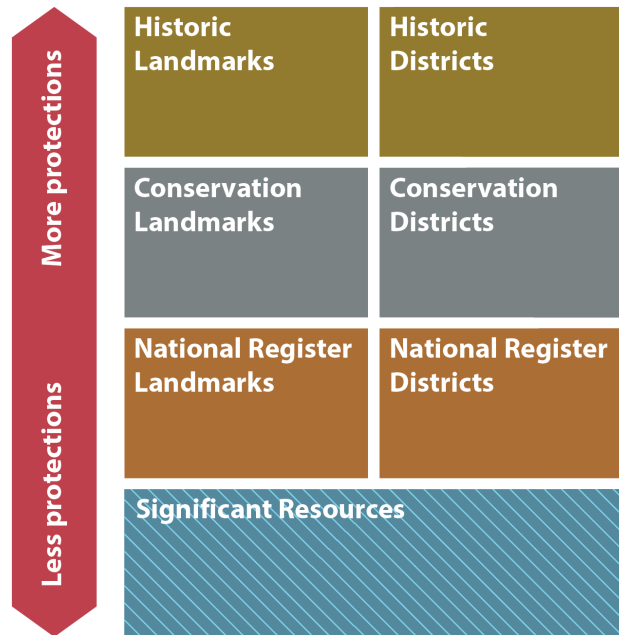 More protections
Less protections
Historic
Landmarks
Historic
Districts
Conservation
Landmarks
Conservation
Districts
National Register
Landmarks
National Register
Districts
Significant Resources